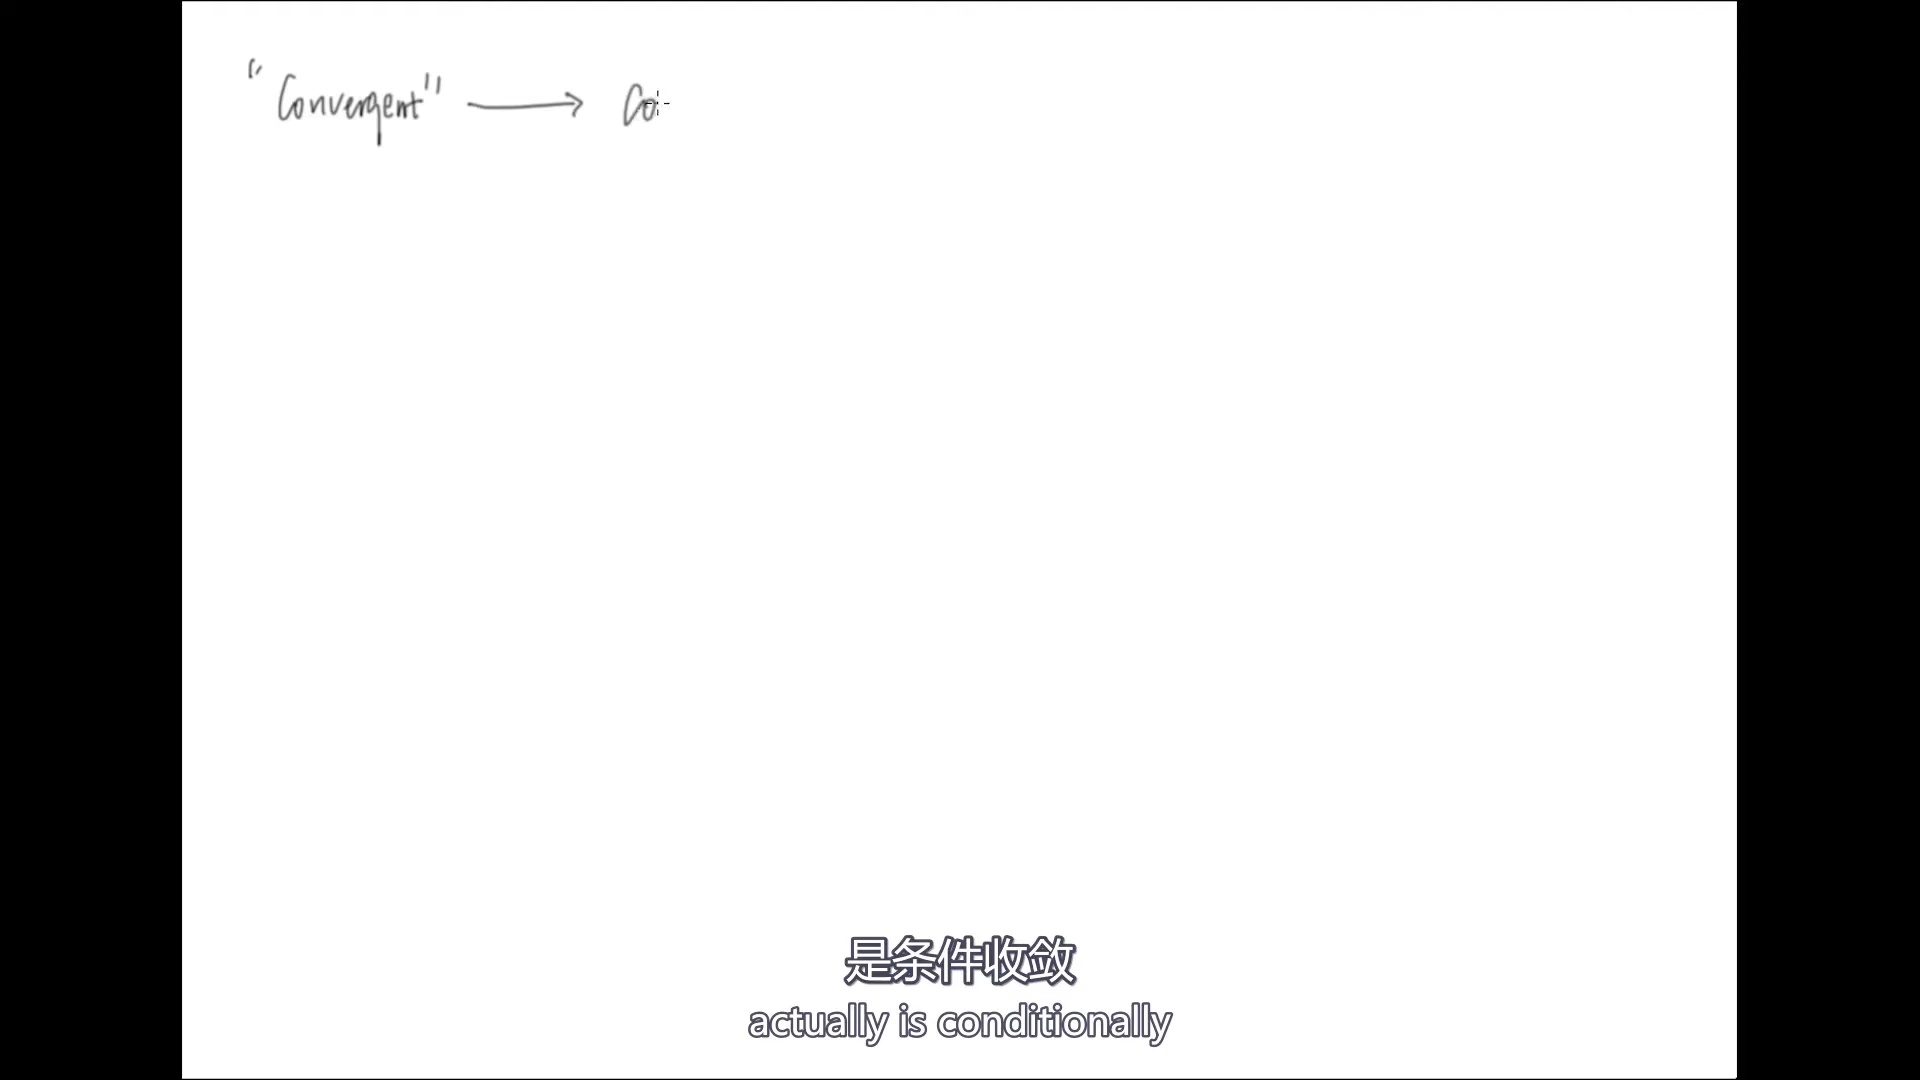 "Convergent" → Co
是条件收敛
actually is conditionally